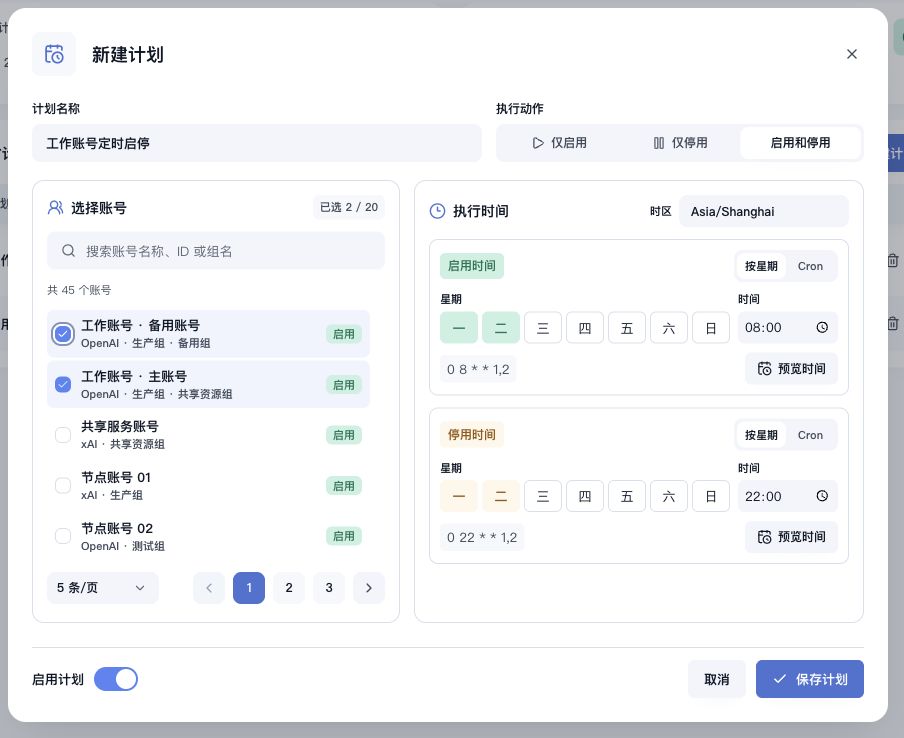 新建计划
计划名称
工作账号定时启停
执行动作
仅启用
仅停用
启用和停用
选择账号
已选 2 / 20
搜索账号名称、ID 或组名
共 45 个账号
工作账号 · 备用账号
OpenAI · 生产组 · 备用组
启用
工作账号 · 主账号
OpenAI · 生产组 · 共享资源组
启用
共享服务账号
xAI · 共享资源组
启用
节点账号 01
xAI · 生产组
启用
节点账号 02
OpenAI · 测试组
启用
5 条/页
1
2
3
执行时间
时区
Asia/Shanghai
启用时间
按星期
Cron
星期
时间
一
二
三
四
五
六
日
08:00
0 8 * * 1,2
预览时间
停用时间
按星期
Cron
星期
时间
一
二
三
四
五
六
日
22:00
0 22 * * 1,2
预览时间
启用计划
取消
保存计划